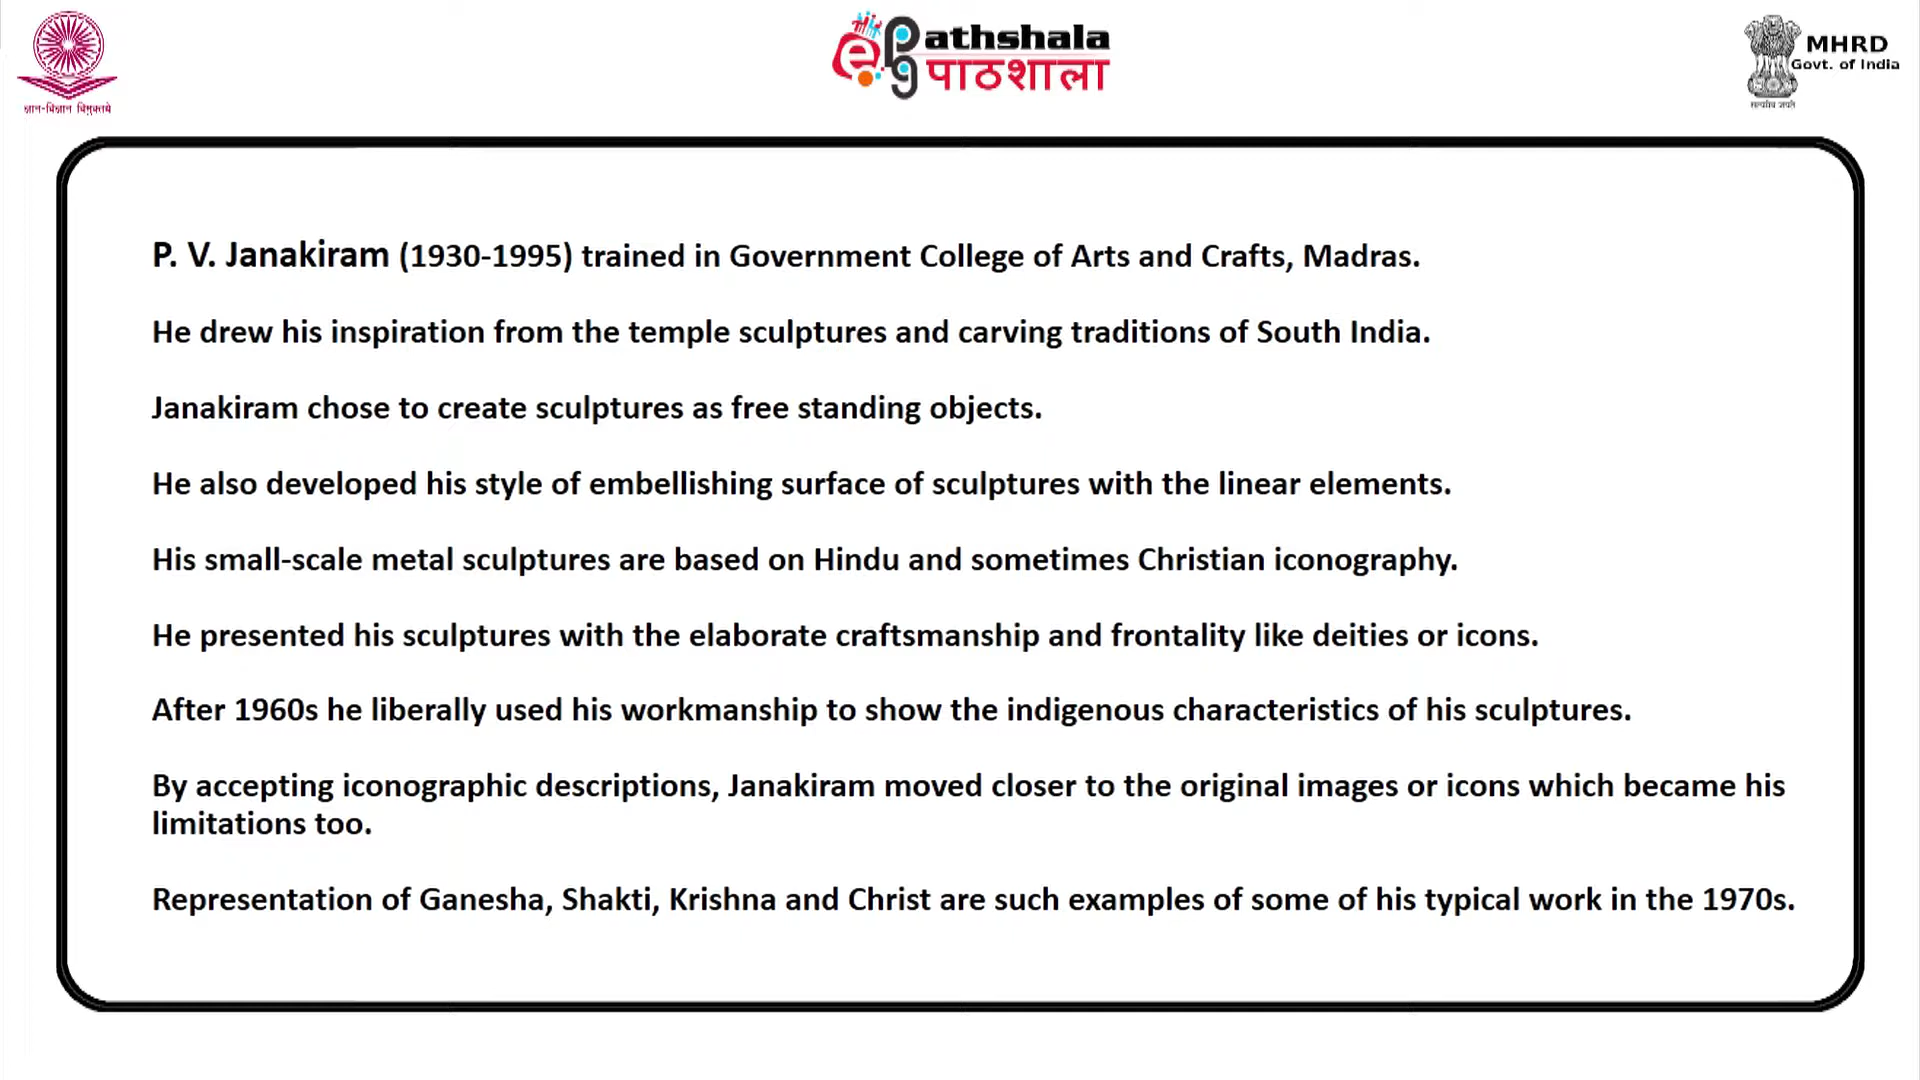 ज्ञान-विज्ञान विमुक्तये
e pg Pathshala
पाठशाला
MHRD
Govt. of India
सत्यमेव जयते
P. V. Janakiram (1930-1995) trained in Government College of Arts and Crafts, Madras.
He drew his inspiration from the temple sculptures and carving traditions of South India.
Janakiram chose to create sculptures as free standing objects.
He also developed his style of embellishing surface of sculptures with the linear elements.
His small-scale metal sculptures are based on Hindu and sometimes Christian iconography.
He presented his sculptures with the elaborate craftsmanship and frontality like deities or icons.
After 1960s he liberally used his workmanship to show the indigenous characteristics of his sculptures.
By accepting iconographic descriptions, Janakiram moved closer to the original images or icons which became his
limitations too.
Representation of Ganesha, Shakti, Krishna and Christ are such examples of some of his typical work in the 1970s.